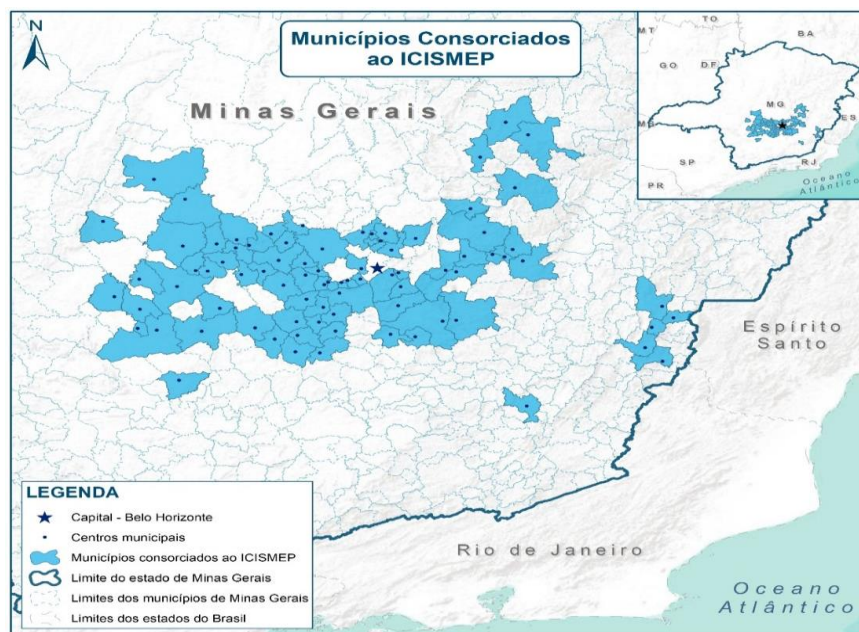 N
Municípios Consorciados
ao ICISMEP
Minas Gerais
TO
BA
MT
GO
DF
MG
ES
SP
RJ
PR
Oceano
Atlântico
Espírito
Santo
LEGENDA
Capital - Belo Horizonte
Centros municipais
Municípios consorciados ao ICISMEP
Limite do estado de Minas Gerais
Limites dos municípios de Minas Gerais
Limites dos estados do Brasil
Rio de Janeiro
Oceano
Atlântico